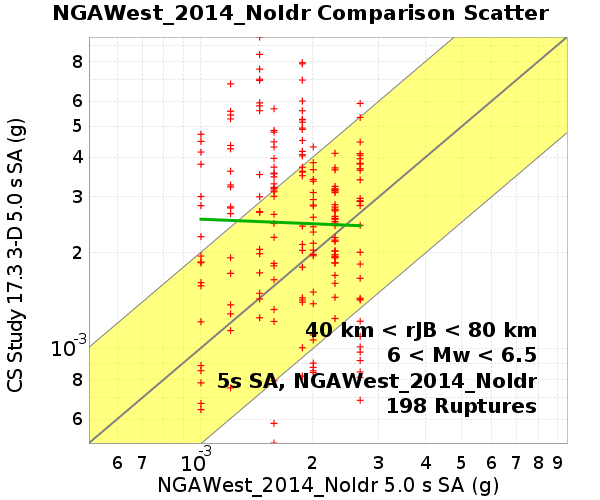 NGAWest_2014_NoIdr Comparison Scatter
CS Study 17.3 3-D 5.0 s SA (g)
8
6
5
4
3
2
10-3
8
6
40 km < rJB < 80 km
6 < Mw < 6.5
5s SA, NGAWest_2014_NoIdr
198 Ruptures
6 7 10-3 2 3 4 5 6 7 8 9
NGAWest_2014_NoIdr 5.0 s SA (g)